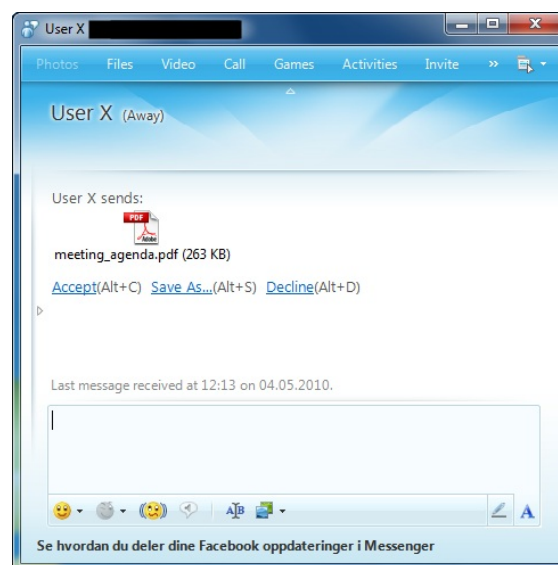 User X
Photos Files Video Call Games Activities Invite »
User X (Away)
User X sends:
PDF
Adobe
meeting_agenda.pdf (263 KB)
Accept(Alt+C) Save As...(Alt+S) Decline(Alt+D)
Last message received at 12:13 on 04.05.2010.
A B
A
Se hvordan du deler dine Facebook oppdateringer i Messenger